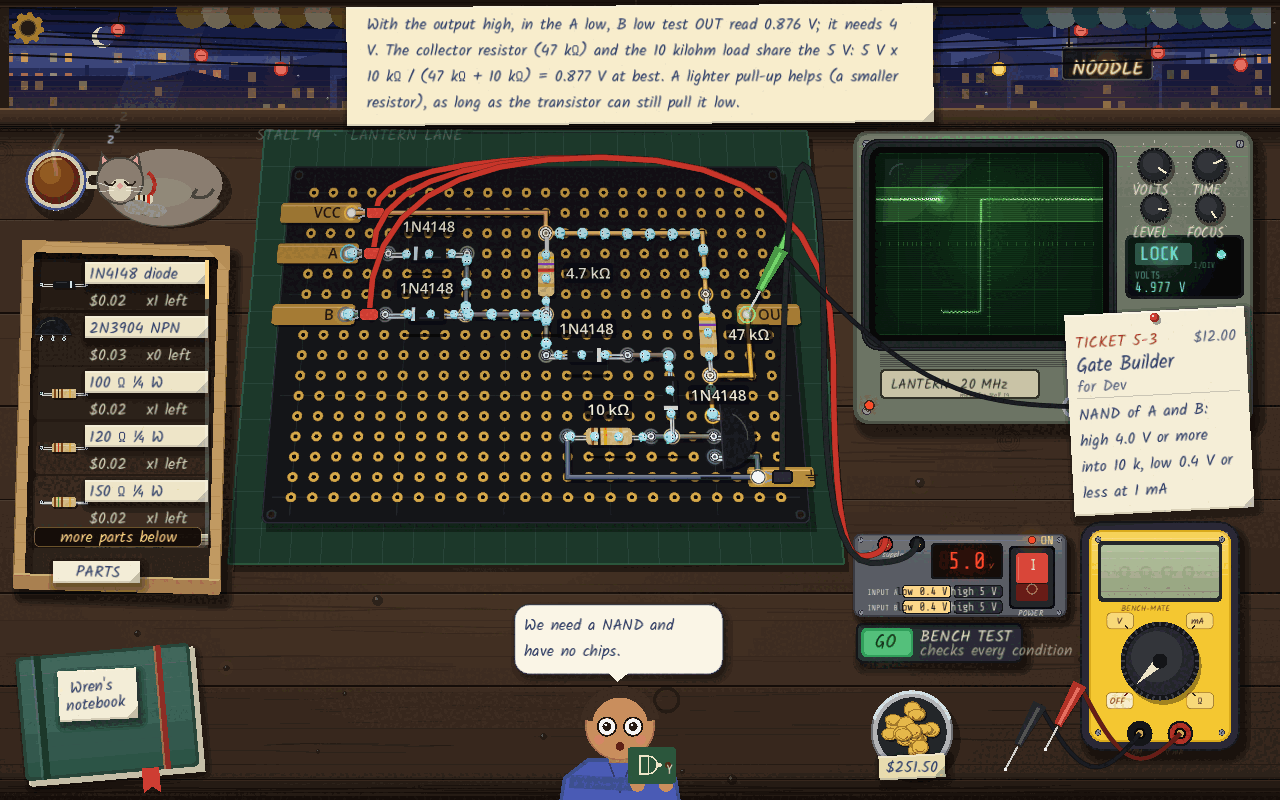 With the output high, in the A low, B low test OUT read 0.876 V; it needs 4
V. The collector resistor (47 kΩ) and the 10 kilohm load share the 5 V: 5 V x
10 kΩ / (47 kΩ + 10 kΩ) = 0.877 V at best. A lighter pull-up helps (a smaller
resistor), as long as the transistor can still pull it low.
NOODLE
STALL 19 · LANTERN LANE
z
z
z
VCC
A
B
OUT
1N4148
1N4148
4.7 kΩ
1N4148
47 kΩ
1N4148
10 kΩ
1N4148 diode
$0.02 x1 left
2N3904 NPN
$0.03 x0 left
100 Ω ¼ W
$0.02 x1 left
120 Ω ¼ W
$0.02 x1 left
150 Ω ¼ W
$0.02 x1 left
more parts below
PARTS
VOLTS TIME
LEVEL FOCUS
LOCK
1/DIV
VOLTS
4.977 V
LANTERN 20 MHz
TICKET S-3 $12.00
Gate Builder
for Dev
NAND of A and B:
high 4.0 V or more
into 10 k, low 0.4 V or
less at 1 mA
supply
5.0 V
ON
I
POWER
INPUT A ow 0.4 V high 5 V
INPUT B ow 0.4 V high 5 V
GO
BENCH TEST
checks every condition
BENCH-MATE
V
mA
OFF
Ω
We need a NAND and
have no chips.
Y
Wren's
notebook
$251.50